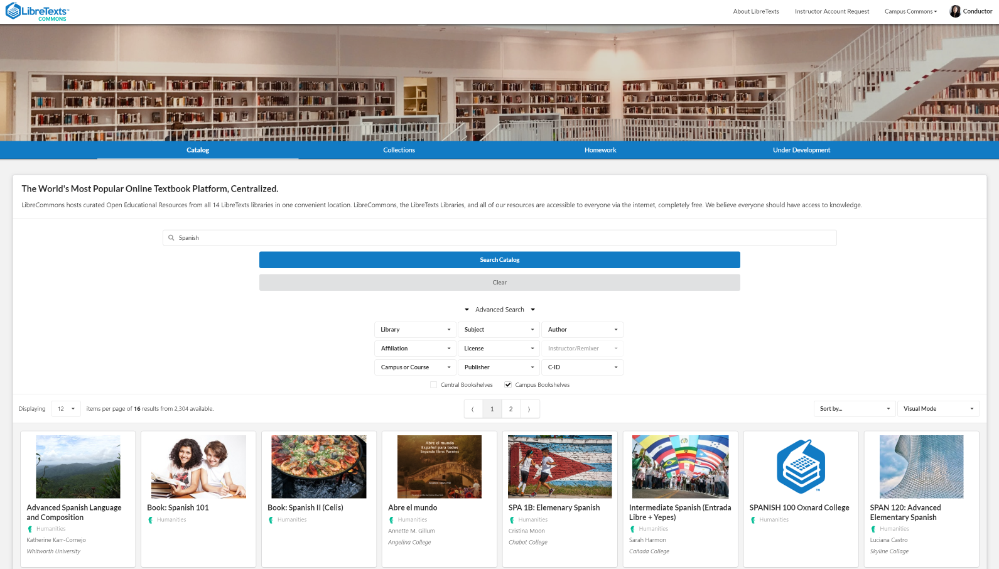 LibreTexts™
COMMONS
About LibreTexts
Instructor Account Request
Campus Commons
Conductor
Catalog
Collections
Homework
Under Development
The World's Most Popular Online Textbook Platform, Centralized.
LibreCommons hosts curated Open Educational Resources from all 14 LibreTexts libraries in one convenient location. LibreCommons, the LibreTexts Libraries, and all of our resources are accessible to everyone via the internet, completely free. We believe everyone should have access to knowledge.
Spanish
Search Catalog
Clear
Advanced Search
Library
Subject
Author
Affiliation
License
Instructor/Remixer
Campus or Course
Publisher
C-ID
Central Bookshelves
Campus Bookshelves
Displaying 12 items per page of 16 results from 2,304 available.
⟨ 1 2 ⟩
Sort by...
Visual Mode
Advanced Spanish Language
and Composition
Humanities
Katherine Karr-Cornejo
Whitworth University
Book: Spanish 101
Humanities
Book: Spanish II (Celis)
Humanities
Abre el mundo
Español para todos
Segundo libro: Puentes
Abre el mundo
Humanities
Annette M. Gillum
Angelina College
SPA 1B: Elemenary Spanish
Humanities
Cristina Moon
Chabot College
Intermediate Spanish (Entrada
Libre + Yepes)
Humanities
Sarah Harmon
Cañada College
TM
SPANISH 100 Oxnard College
Humanities
SPAN 120: Advanced
Elementary Spanish
Humanities
Luciana Castro
Skyline Collage